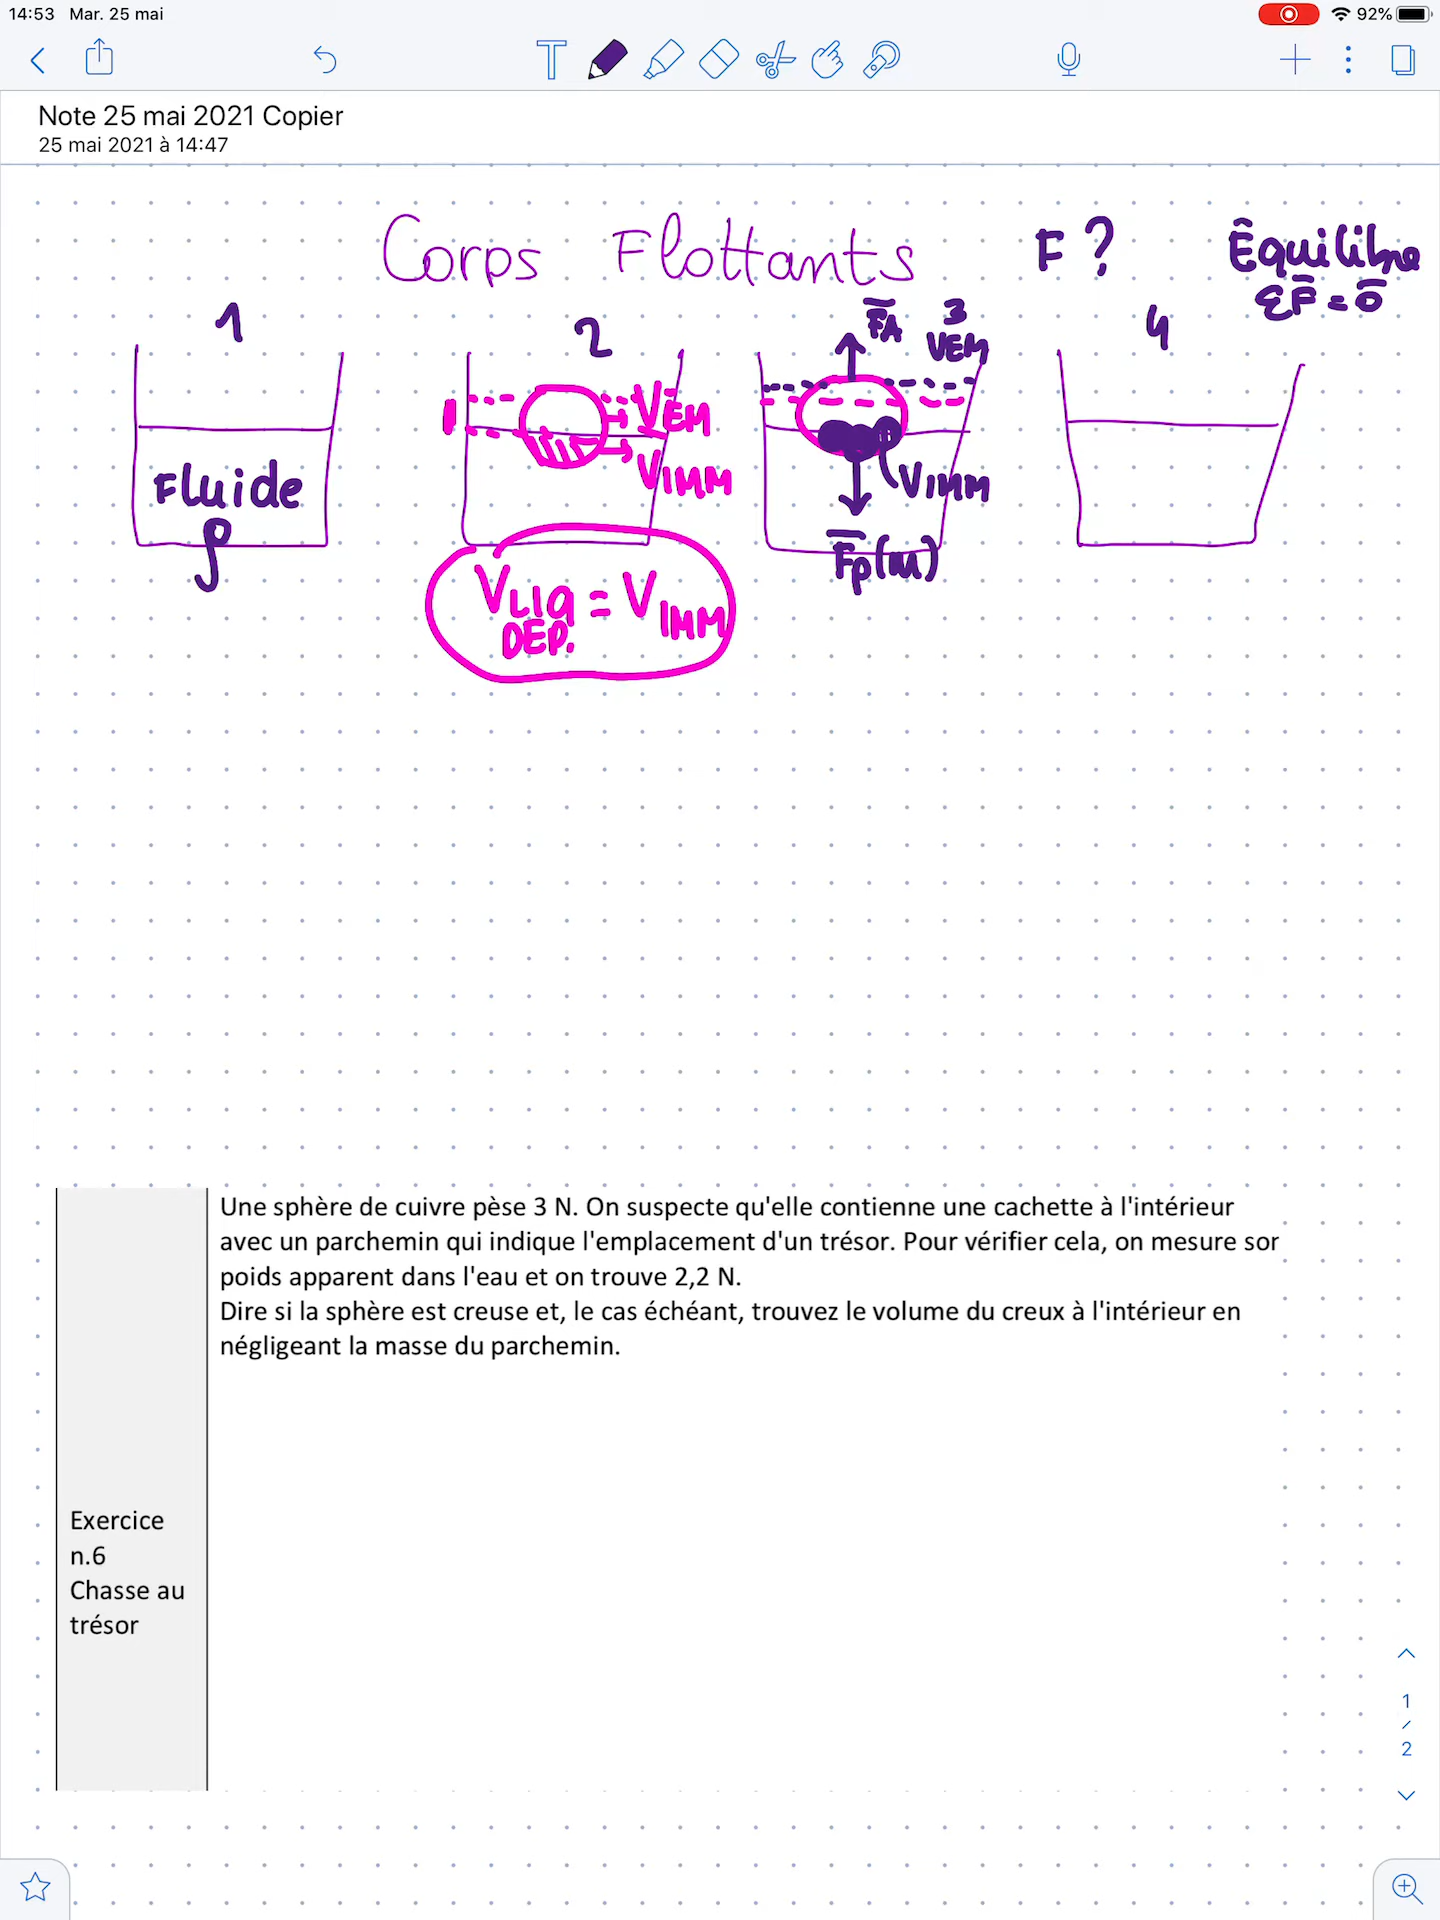 14:53 Mar. 25 mai
92%
Note 25 mai 2021 Copier
25 mai 2021 à 14:47
Corps Flottants
F ?
Équilibre
ΣF̅ = 0̅
1
2
F̅A
3
VEM
4
VEM
VIMM
Fluide
ρ
VIMM
F̅p(m)
VLIQ = VIMM
DEP.
Une sphère de cuivre pèse 3 N. On suspecte qu'elle contienne une cachette à l'intérieur
avec un parchemin qui indique l'emplacement d'un trésor. Pour vérifier cela, on mesure sor
poids apparent dans l'eau et on trouve 2,2 N.
Dire si la sphère est creuse et, le cas échéant, trouvez le volume du creux à l'intérieur en
négligeant la masse du parchemin.
Exercice
n.6
Chasse au
trésor
1
/
2